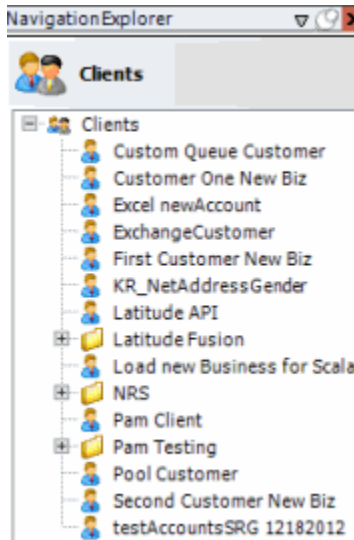 NavigationExplorer
Clients
Clients
Custom Queue Customer
Customer One New Biz
Excel newAccount
ExchangeCustomer
First Customer New Biz
KR_NetAddressGender
Latitude API
Latitude Fusion
Load new Business for Scala
NRS
Pam Client
Pam Testing
Pool Customer
Second Customer New Biz
testAccountsSRG 12182012